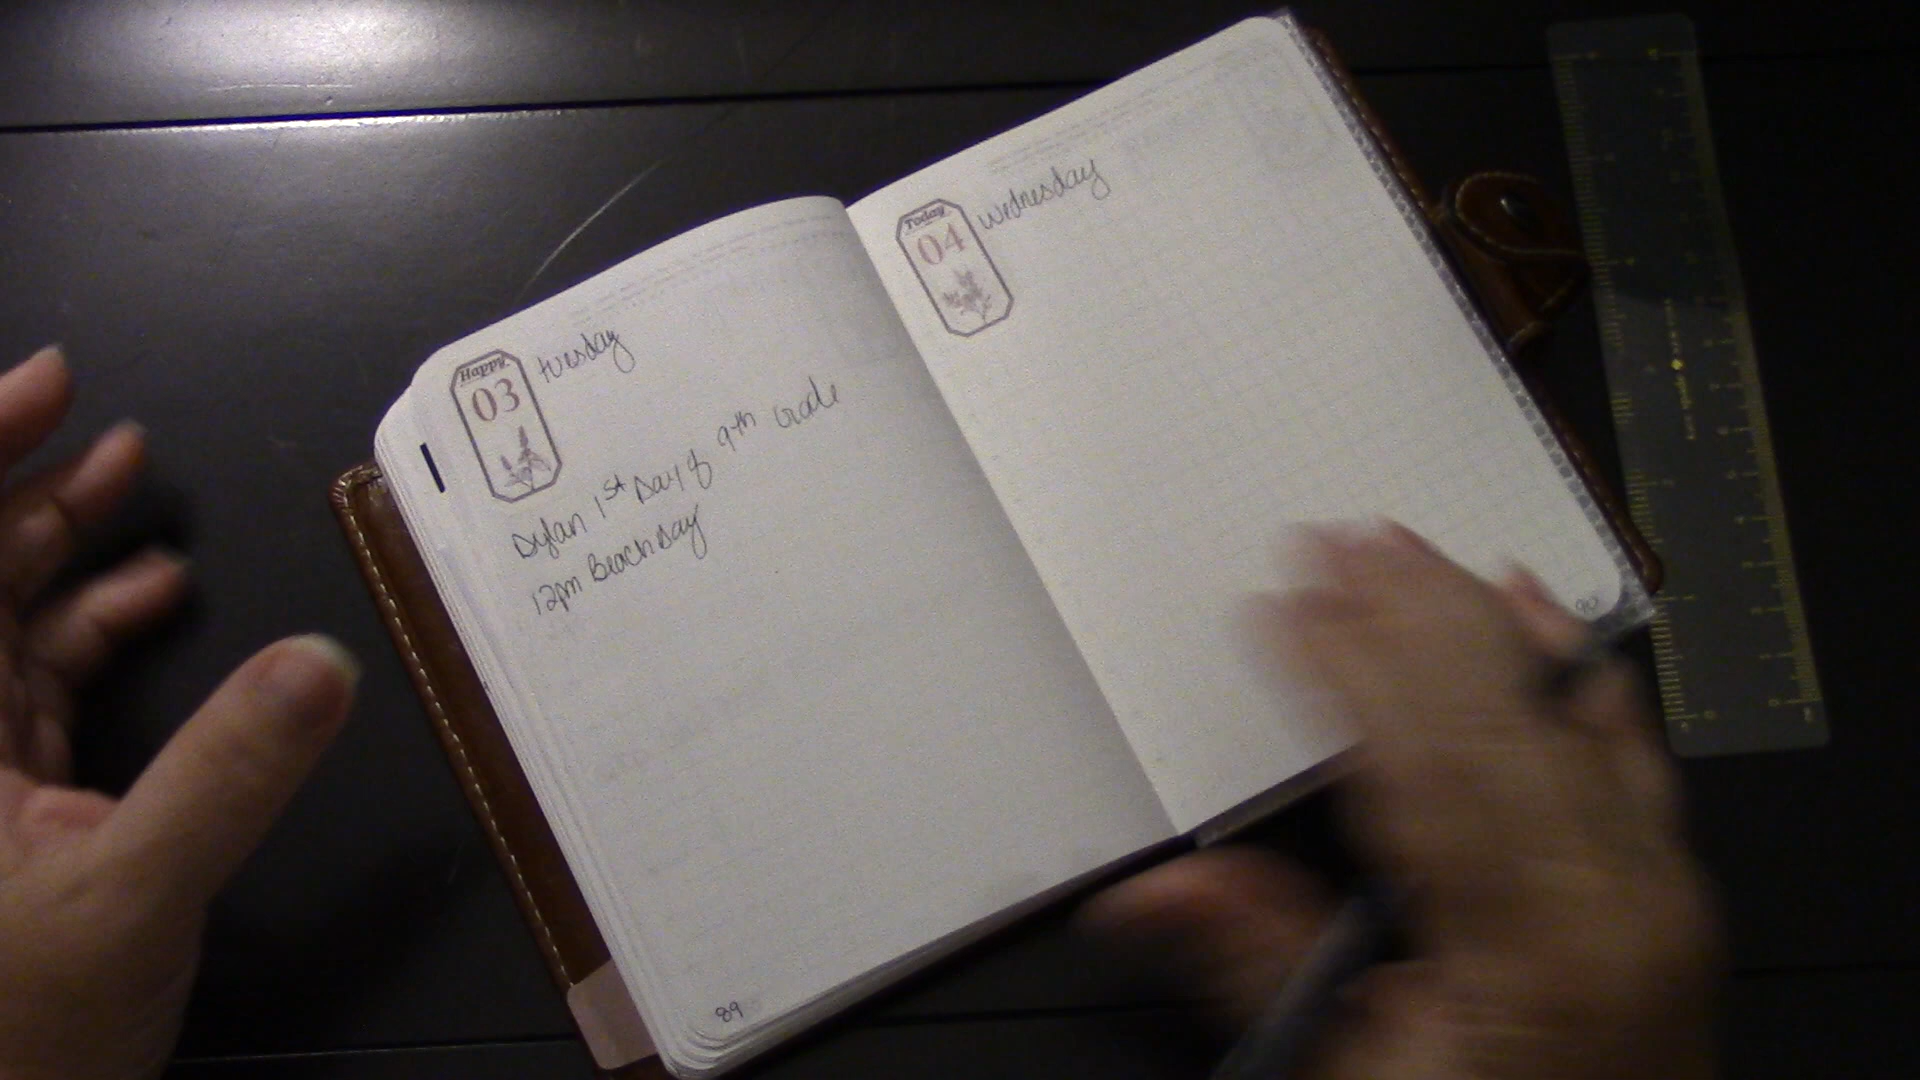 Happy
03
tuesday
Dylan 1st Day of 9th Grade
12pm Beach Day
89
Today
04
Wednesday
90